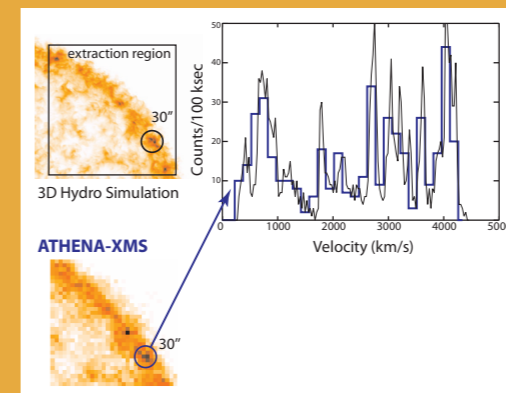 extraction region
30"
3D Hydro Simulation
ATHENA-XMS
30"
Counts/100 ksec
50
40
30
20
10
0 1000 2000 3000 4000 500
Velocity (km/s)